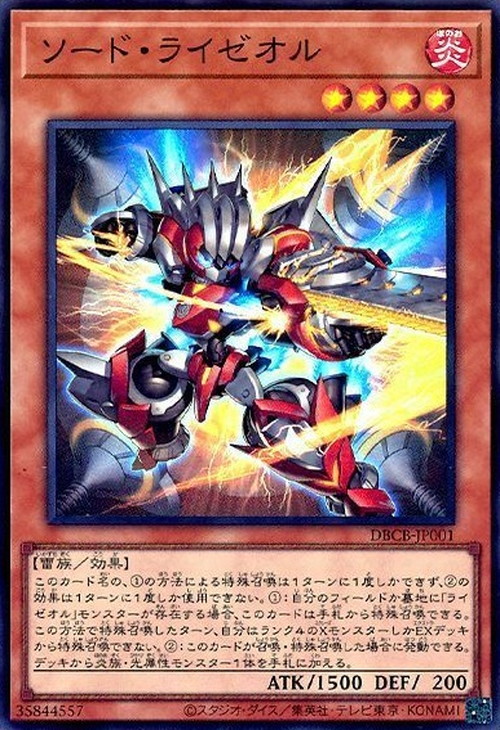 ソード・ライゼオル
炎
DBCB-JP001
【雷族／効果】
このカード名の、①の方法による特殊召喚は1ターンに1度しかできず、②の
効果は1ターンに1度しか使用できない。①：自分のフィールドか墓地に「ライ
ゼオル」モンスターが存在する場合、このカードは手札から特殊召喚できる。
この方法で特殊召喚したターン、自分はランク4のXモンスターしかEXデッキ
から特殊召喚できない。②：このカードが召喚・特殊召喚した場合に発動できる。
デッキから炎族・光属性モンスター1体を手札に加える。
ATK/1500 DEF/ 200
35844557
©スタジオ・ダイス／集英社・テレビ東京・KONAMI